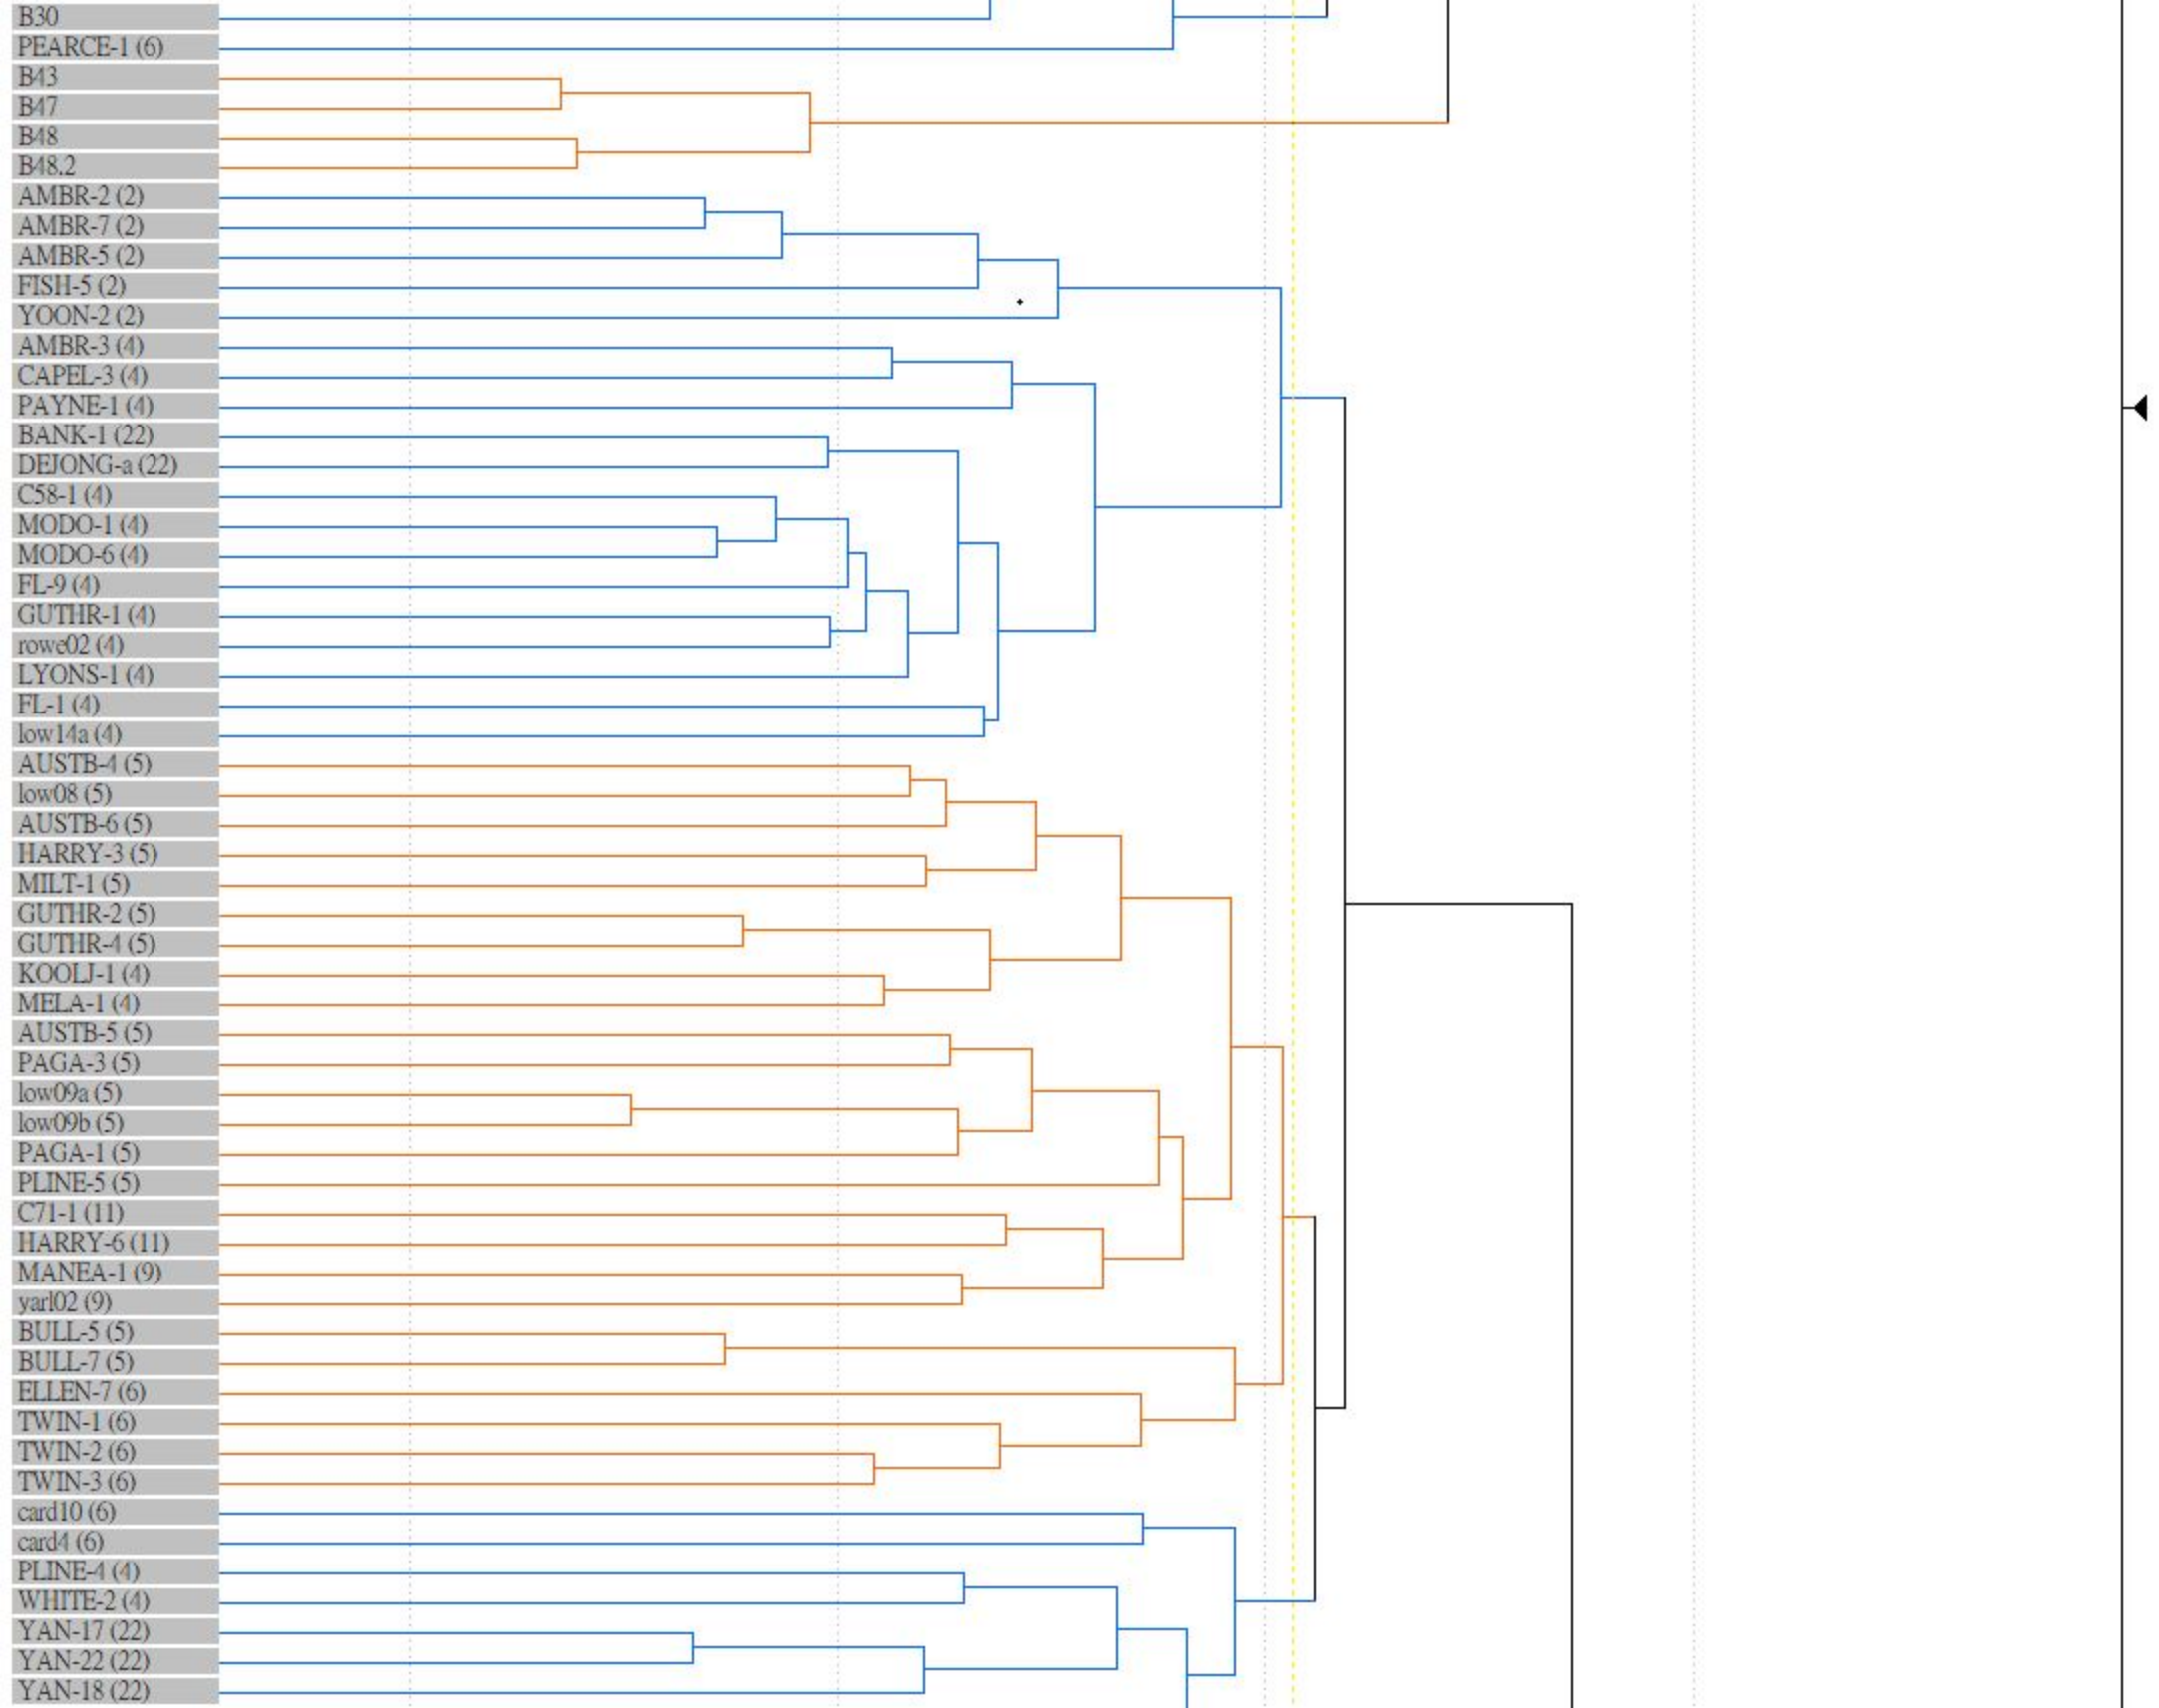 B30
PEARCE-1 (6)
B43
B47
B48
B48.2
AMBR-2 (2)
AMBR-7 (2)
AMBR-5 (2)
FISH-5 (2)
YOON-2 (2)
AMBR-3 (4)
CAPEL-3 (4)
PAYNE-1 (4)
BANK-1 (22)
DEJONG-a (22)
C58-1 (4)
MODO-1 (4)
MODO-6 (4)
FL-9 (4)
GUTHR-1 (4)
rowe02 (4)
LYONS-1 (4)
FL-1 (4)
low14a (4)
AUSTB-4 (5)
low08 (5)
AUSTB-6 (5)
HARRY-3 (5)
MILT-1 (5)
GUTHR-2 (5)
GUTHR-4 (5)
KOOLJ-1 (4)
MELA-1 (4)
AUSTB-5 (5)
PAGA-3 (5)
low09a (5)
low09b (5)
PAGA-1 (5)
PLINE-5 (5)
C71-1 (11)
HARRY-6 (11)
MANEA-1 (9)
yarl02 (9)
BULL-5 (5)
BULL-7 (5)
ELLEN-7 (6)
TWIN-1 (6)
TWIN-2 (6)
TWIN-3 (6)
card10 (6)
card4 (6)
PLINE-4 (4)
WHITE-2 (4)
YAN-17 (22)
YAN-22 (22)
YAN-18 (22)